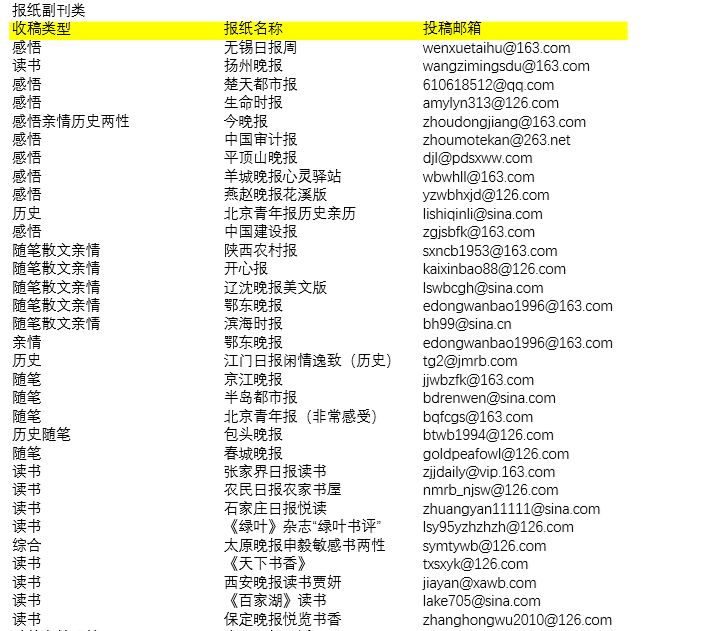 报纸副刊类
收稿类型 报纸名称 投稿邮箱
感悟 无锡日报周 wenxuetaihu@163.com
读书 扬州晚报 wangzimingsdu@163.com
感悟 楚天都市报 610618512@qq.com
感悟 生命时报 amylyn313@126.com
感悟亲情历史两性 今晚报 zhoudongjiang@163.com
感悟 中国审计报 zhoumotekan@263.net
感悟 平顶山晚报 djl@pdsxww.com
感悟 羊城晚报心灵驿站 wbwhll@163.com
感悟 燕赵晚报花溪版 yzwbhxjd@126.com
历史 北京青年报历史亲历 lishiqinli@sina.com
感悟 中国建设报 zgjsbfk@163.com
随笔散文亲情 陕西农村报 sxncb1953@163.com
随笔散文亲情 开心报 kaixinbao88@126.com
随笔散文亲情 辽沈晚报美文版 lswbcgh@sina.com
随笔散文亲情 鄂东晚报 edongwanbao1996@163.com
随笔散文亲情 滨海时报 bh99@sina.cn
亲情 鄂东晚报 edongwanbao1996@163.com
历史 江门日报闲情逸致（历史） tg2@jmrb.com
随笔 京江晚报 jjwbzfk@163.com
随笔 半岛都市报 bdrenwen@sina.com
随笔 北京青年报（非常感受） bqfcgs@163.com
历史随笔 包头晚报 btwb1994@126.com
随笔 春城晚报 goldpeafowl@126.com
读书 张家界日报读书 zjjdaily@vip.163.com
读书 农民日报农家书屋 nmrb_njsw@126.com
读书 石家庄日报悦读 zhuangyan11111@sina.com
读书 《绿叶》杂志“绿叶书评” lsy95yzhzhzh@126.com
综合 太原晚报申毅敏感书两性 symtywb@126.com
读书 《天下书香》 txsxyk@126.com
读书 西安晚报读书贾妍 jiayan@xawb.com
读书 《百家湖》读书 lake705@sina.com
读书 保定晚报悦览书香 zhanghongwu2010@126.com